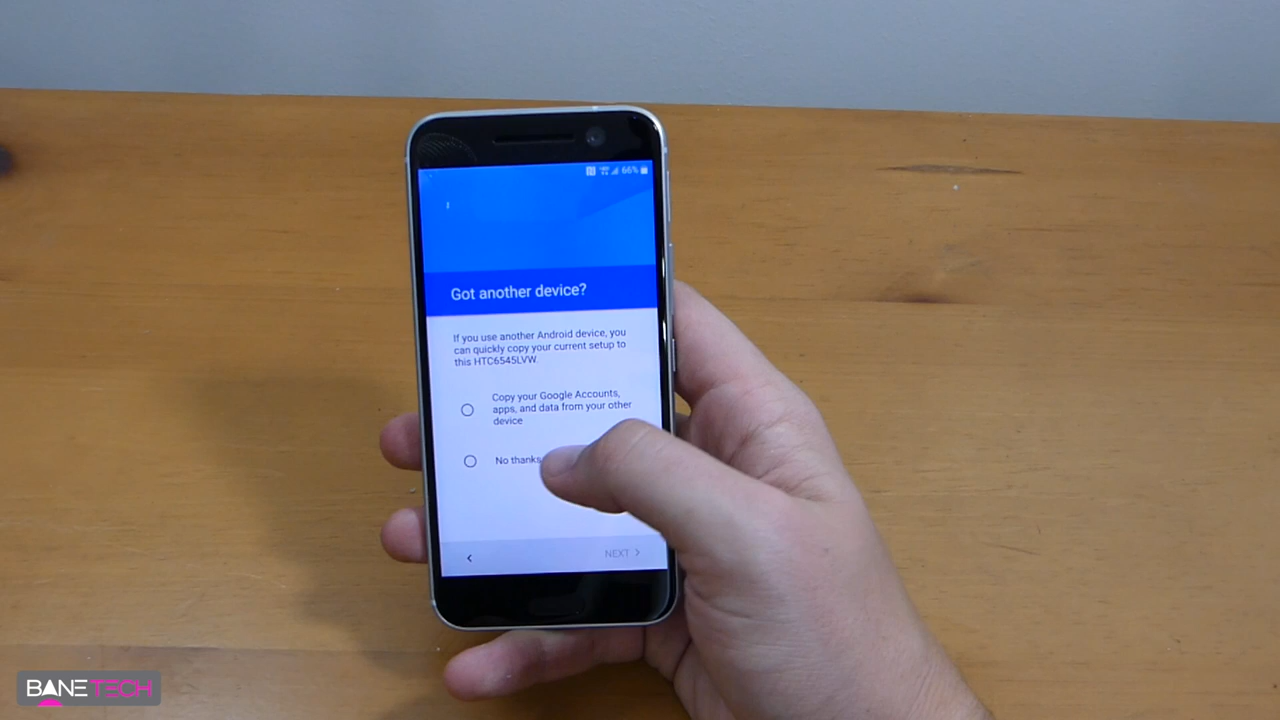 66%
Got another device?
If you use another Android device, you
can quickly copy your current setup to
this HTC6545LVW.
Copy your Google Accounts,
apps, and data from your other
device
No thanks
NEXT
BANETECH